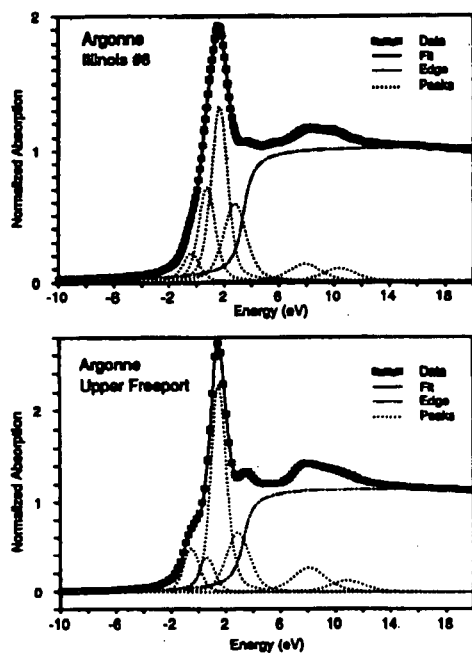 2
Argonne
Illinois #6
Data
Fit
Edge
Peaks
1
0
Normalized Absorption
-10 -6 -2 2 6 10 14 18
Energy (eV)
Argonne
Upper Freeport
Data
Fit
Edge
Peaks
2
1
0
Normalized Absorption
-10 -6 -2 2 6 10 14 18
Energy (eV)